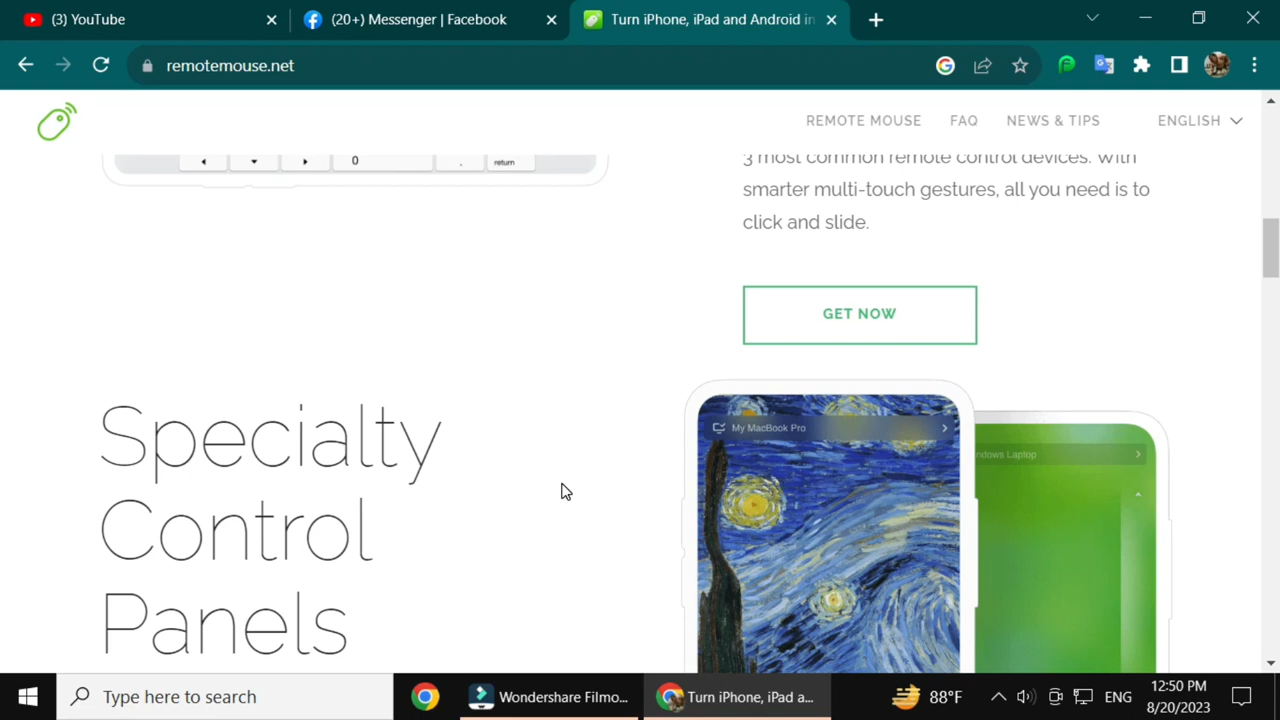 (3) YouTube
(20+) Messenger | Facebook
Turn iPhone, iPad and Android in
remotemouse.net
REMOTE MOUSE
FAQ
NEWS & TIPS
ENGLISH
0
,
return
3 most common remote control devices. With
smarter multi-touch gestures, all you need is to
click and slide.
GET NOW
Specialty
Control
Panels
My MacBook Pro
ndows Laptop
Type here to search
Wondershare Filmo...
Turn iPhone, iPad a...
88°F
ENG
12:50 PM
8/20/2023